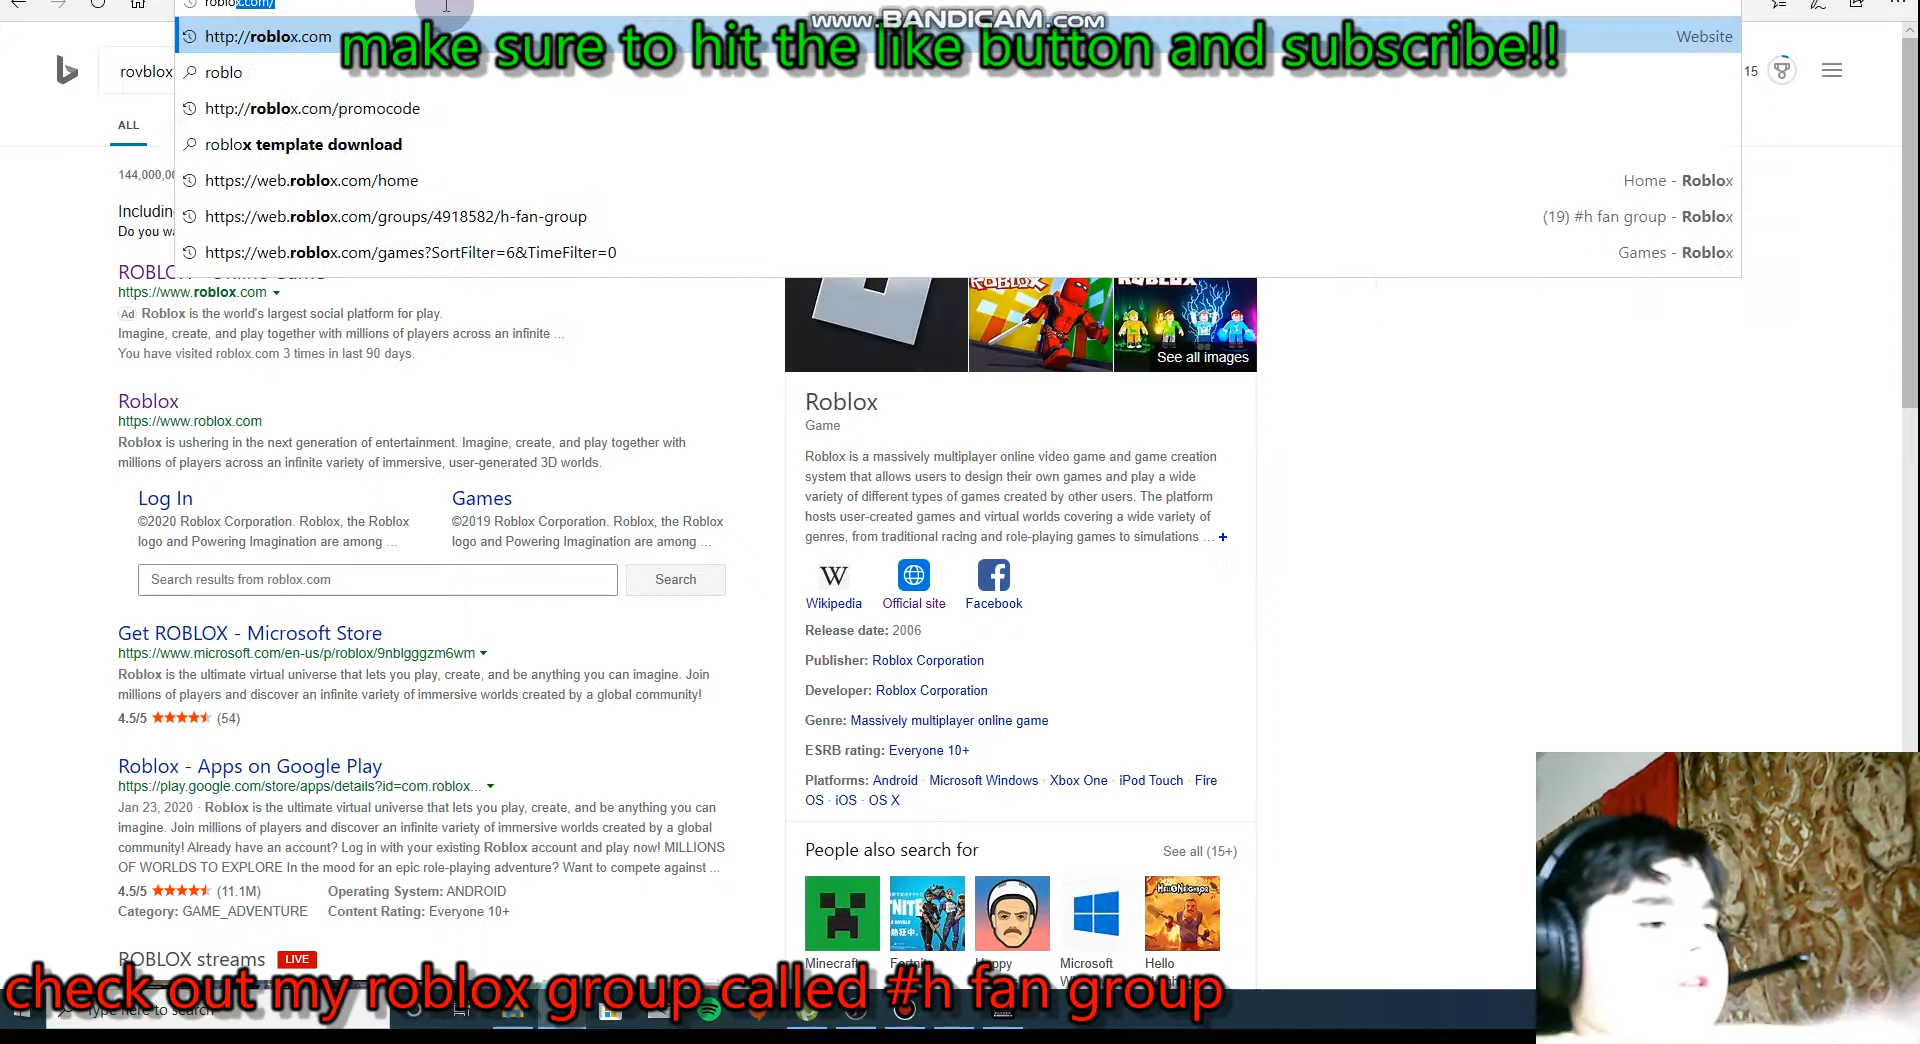 roblox.com/
www.BANDICAM.com
http://roblox.com
Website
make sure to hit the like button and subscribe!!
rovblox
roblo
15
http://roblox.com/promocode
ALL
roblox template download
144,000,00
https://web.roblox.com/home
Home - Roblox
Includin
https://web.roblox.com/groups/4918582/h-fan-group
(19) #h fan group - Roblox
Do you wa
https://web.roblox.com/games?SortFilter=6&TimeFilter=0
Games - Roblox
https://www.roblox.com
Ad Roblox is the world's largest social platform for play.
Imagine, create, and play together with millions of players across an infinite ...
You have visited roblox.com 3 times in last 90 days.
See all images
Roblox
https://www.roblox.com
Roblox is ushering in the next generation of entertainment. Imagine, create, and play together with
millions of players across an infinite variety of immersive, user-generated 3D worlds.
Log In
©2020 Roblox Corporation. Roblox, the Roblox
logo and Powering Imagination are among ...
Games
©2019 Roblox Corporation. Roblox, the Roblox
logo and Powering Imagination are among ...
Search results from roblox.com
Search
Get ROBLOX - Microsoft Store
https://www.microsoft.com/en-us/p/roblox/9nblgggzm6wm
Roblox is the ultimate virtual universe that lets you play, create, and be anything you can imagine. Join
millions of players and discover an infinite variety of immersive worlds created by a global community!
4.5/5 (54)
Roblox - Apps on Google Play
https://play.google.com/store/apps/details?id=com.roblox...
Jan 23, 2020 · Roblox is the ultimate virtual universe that lets you play, create, and be anything you can
imagine. Join millions of players and discover an infinite variety of immersive worlds created by a global
community! Already have an account? Log in with your existing Roblox account and play now! MILLIONS
OF WORLDS TO EXPLORE In the mood for an epic role-playing adventure? Want to compete against ...
4.5/5 (11.1M)
Operating System: ANDROID
Category: GAME_ADVENTURE
Content Rating: Everyone 10+
ROBLOX streams LIVE
Roblox
Game
Roblox is a massively multiplayer online video game and game creation
system that allows users to design their own games and play a wide
variety of different types of games created by other users. The platform
hosts user-created games and virtual worlds covering a wide variety of
genres, from traditional racing and role-playing games to simulations ... +
Wikipedia
Official site
Facebook
Release date: 2006
Publisher: Roblox Corporation
Developer: Roblox Corporation
Genre: Massively multiplayer online game
ESRB rating: Everyone 10+
Platforms: Android · Microsoft Windows · Xbox One · iPod Touch · Fire
OS · iOS · OS X
People also search for
See all (15+)
HELLO NEIGHBOR
Minecraft
Fortnite
Happy
Microsoft
Hello
check out my roblox group called #h fan group
Type here to search